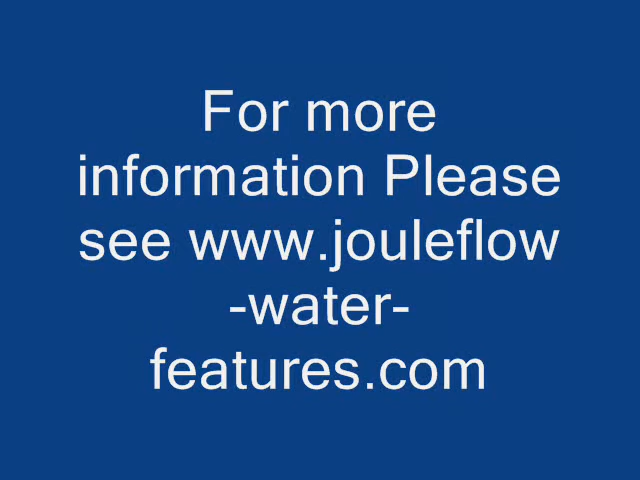 For more
information Please
see www.jouleflow
-water-
features.com